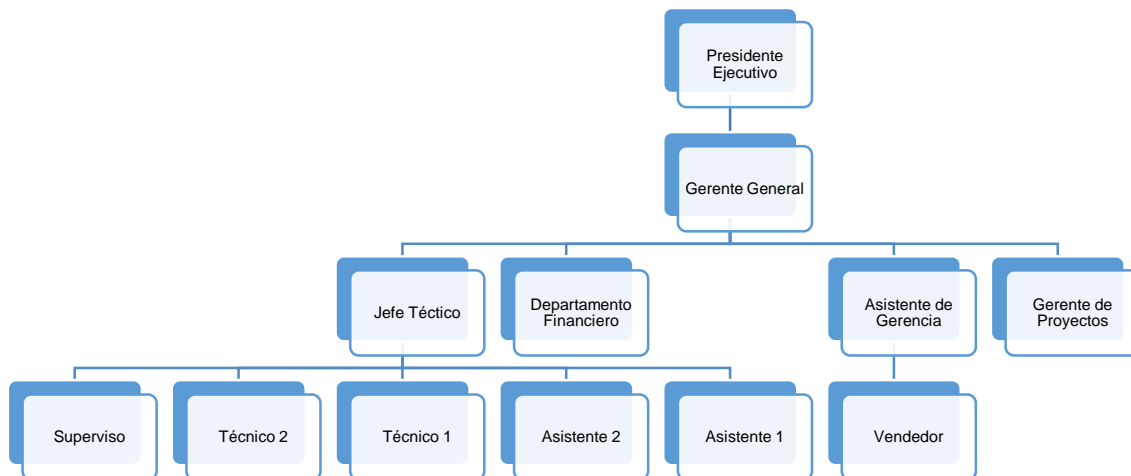 Presidente
Ejecutivo
Gerente General
Jefe Téctico
Departamento
Financiero
Asistente de
Gerencia
Gerente de
Proyectos
Superviso
Técnico 2
Técnico 1
Asistente 2
Asistente 1
Vendedor